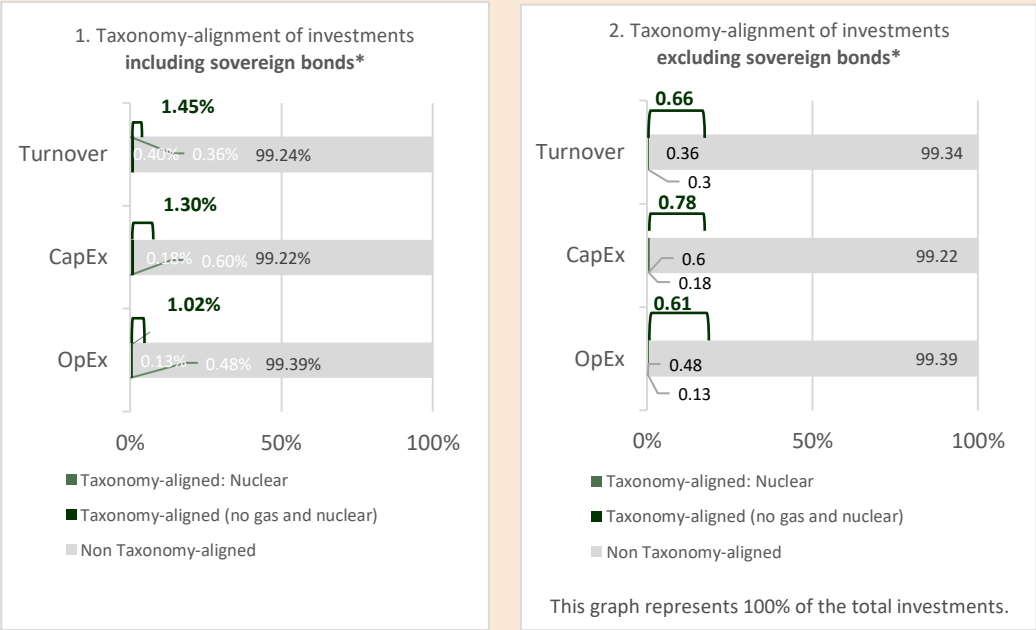 1. Taxonomy-alignment of investments
including sovereign bonds*
1.45%
Turnover 0.40% 0.36% 99.24%
1.30%
CapEx 0.18% 0.60% 99.22%
1.02%
OpEx 0.13% 0.48% 99.39%
0% 50% 100%
Taxonomy-aligned: Nuclear
Taxonomy-aligned (no gas and nuclear)
Non Taxonomy-aligned
2. Taxonomy-alignment of investments
excluding sovereign bonds*
0.66
Turnover 0.36 99.34
0.3
0.78
CapEx 0.6 99.22
0.18
0.61
OpEx 0.48 99.39
0.13
0% 50% 100%
Taxonomy-aligned: Nuclear
Taxonomy-aligned (no gas and nuclear)
Non Taxonomy-aligned
This graph represents 100% of the total investments.